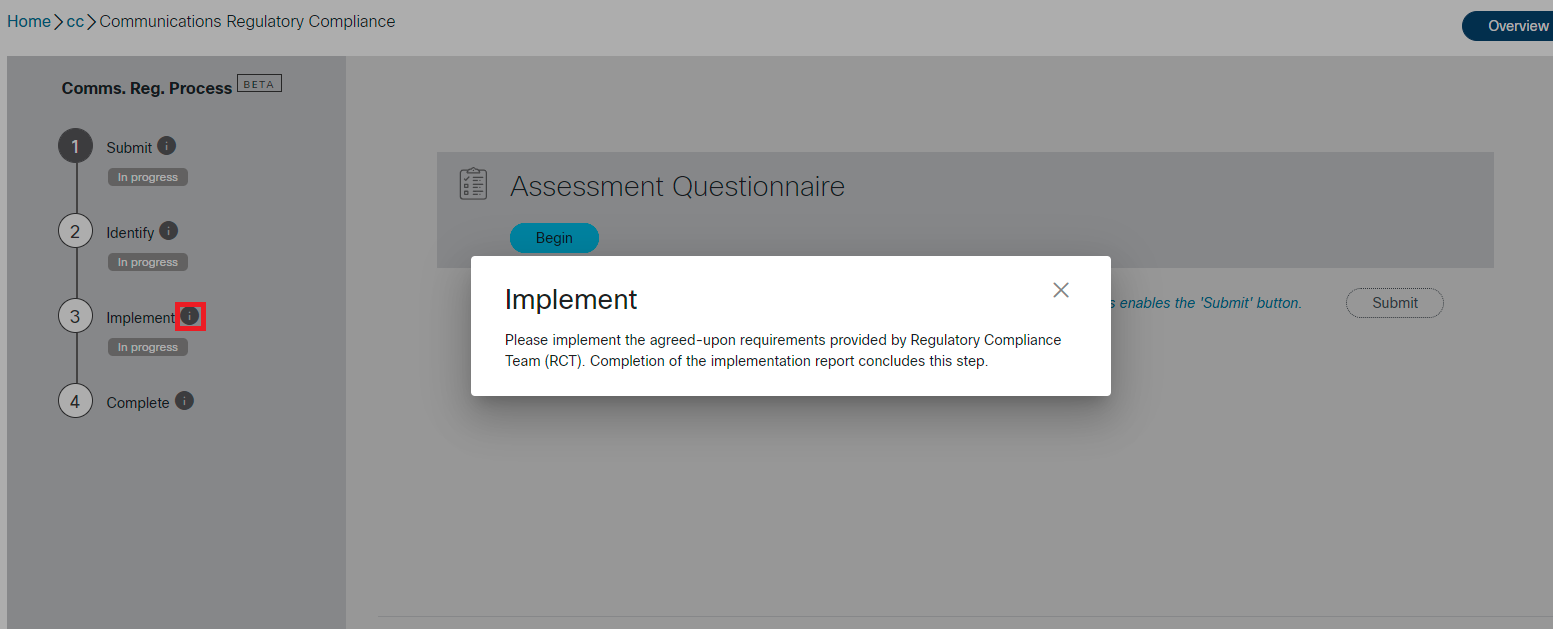 Home > cc > Communications Regulatory Compliance
Overview
Comms. Reg. Process BETA
1 Submit i
In progress
2 Identify i
In progress
3 Implement i
In progress
4 Complete i
Assessment Questionnaire
Begin
enables the 'Submit' button.
Submit
Implement
Please implement the agreed-upon requirements provided by Regulatory Compliance
Team (RCT). Completion of the implementation report concludes this step.